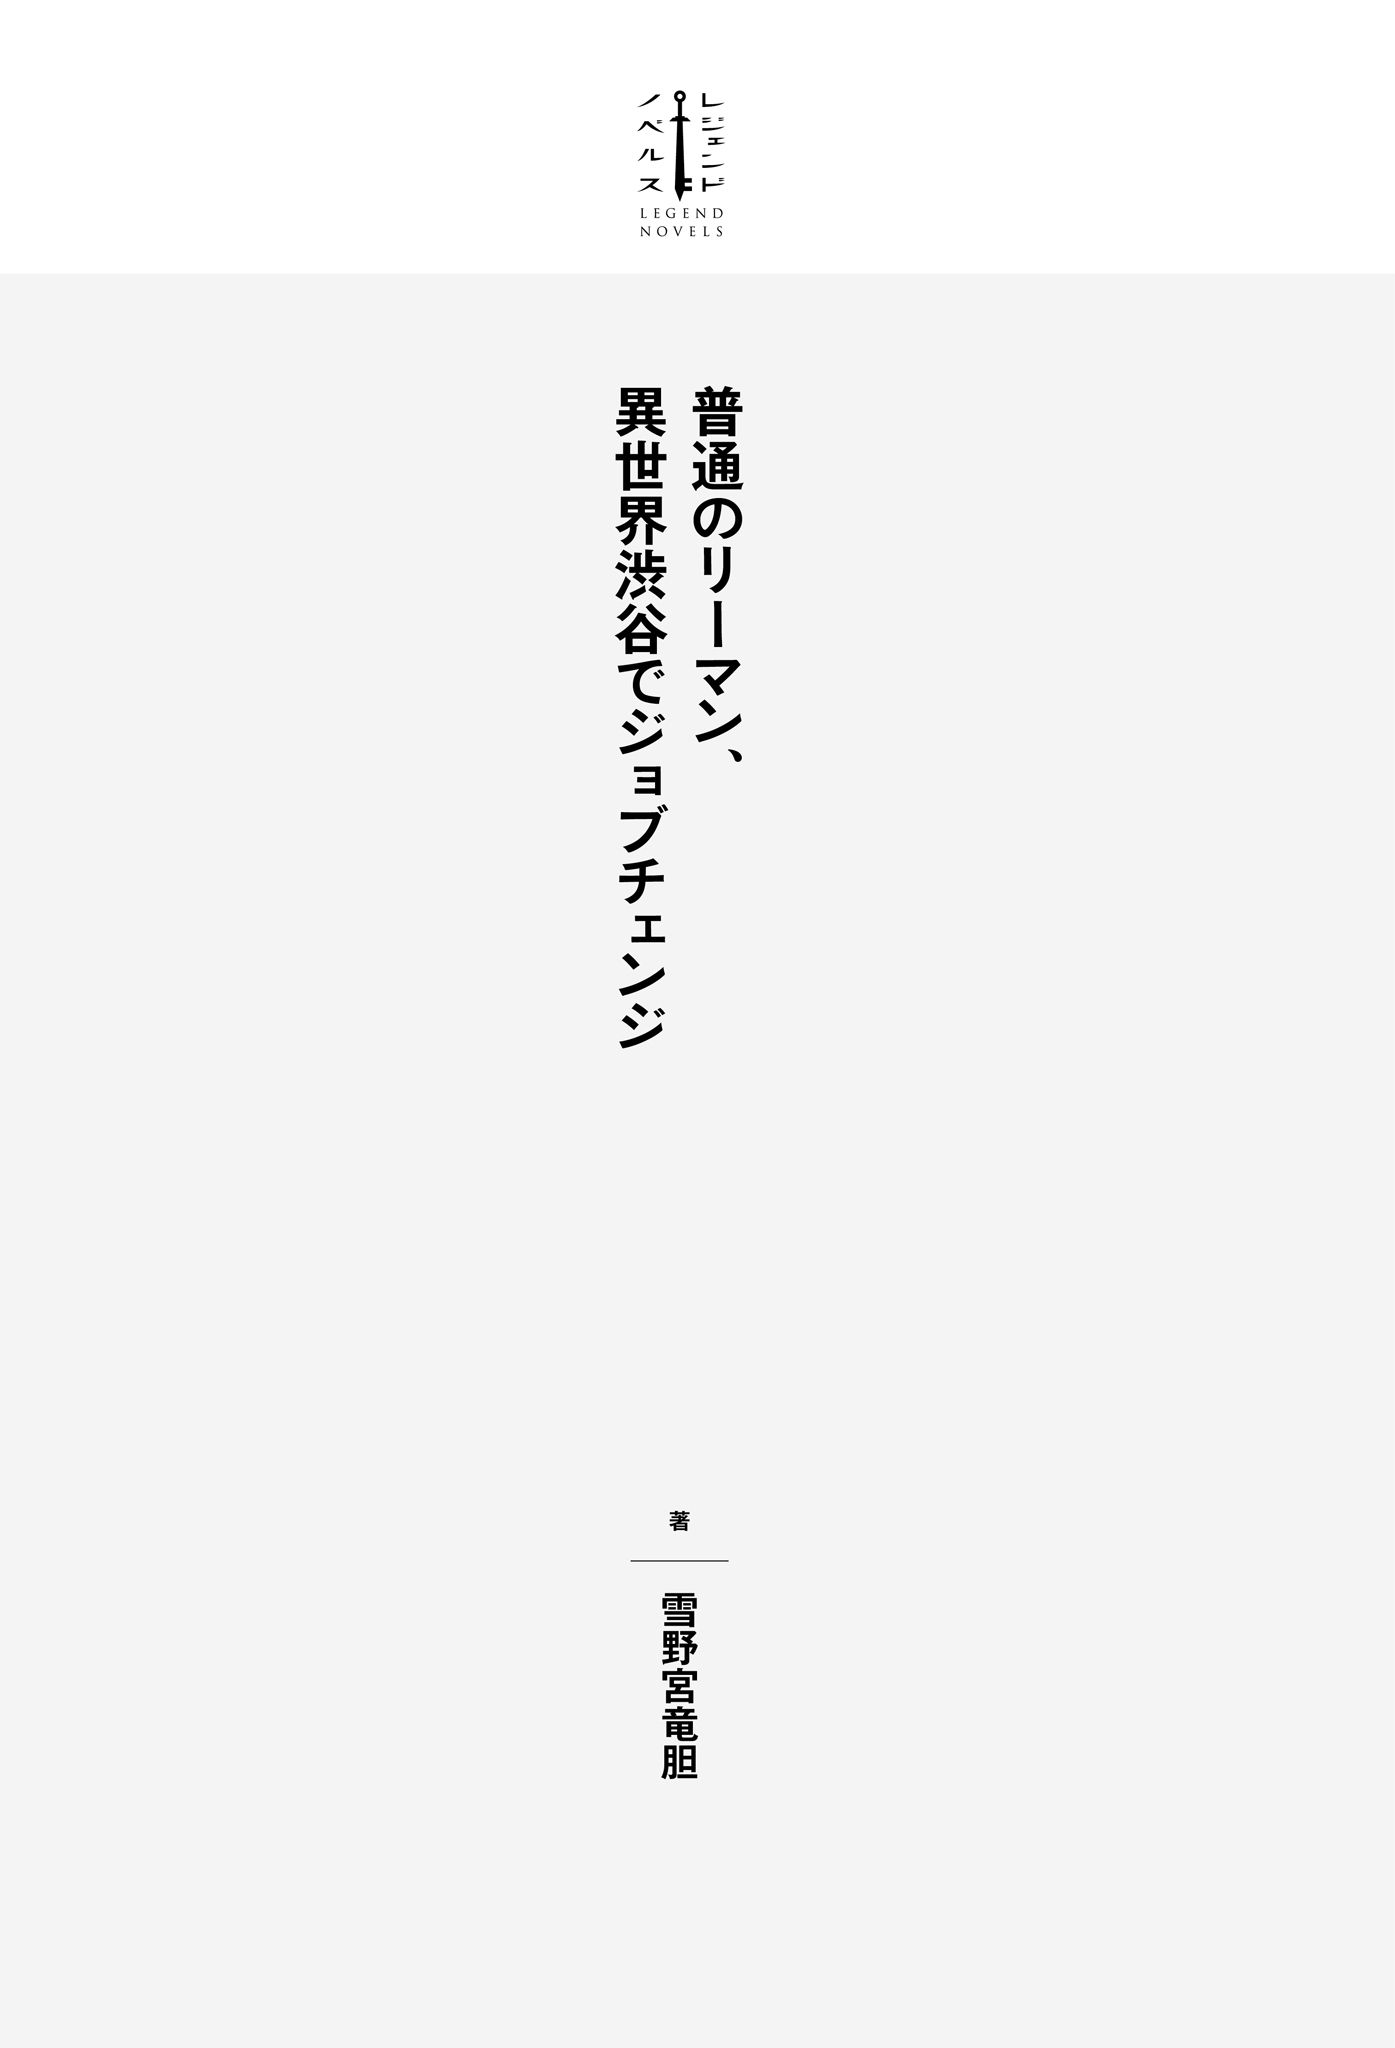 レジェンド
ノベルス
LEGEND
NOVELS
普通のリーマン、
異世界渋谷でジョブチェンジ
著
雪野宮竜胆